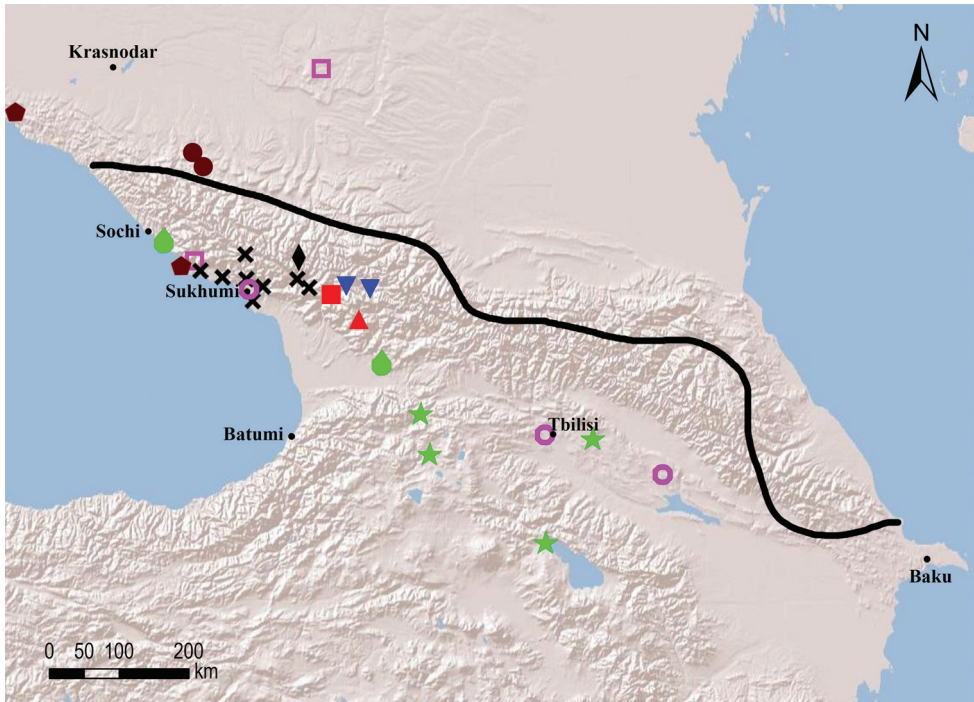 Krasnodar
N
Sochi
Sukhumi
Batumi
Tbilisi
Baku
0 50 100 200
km